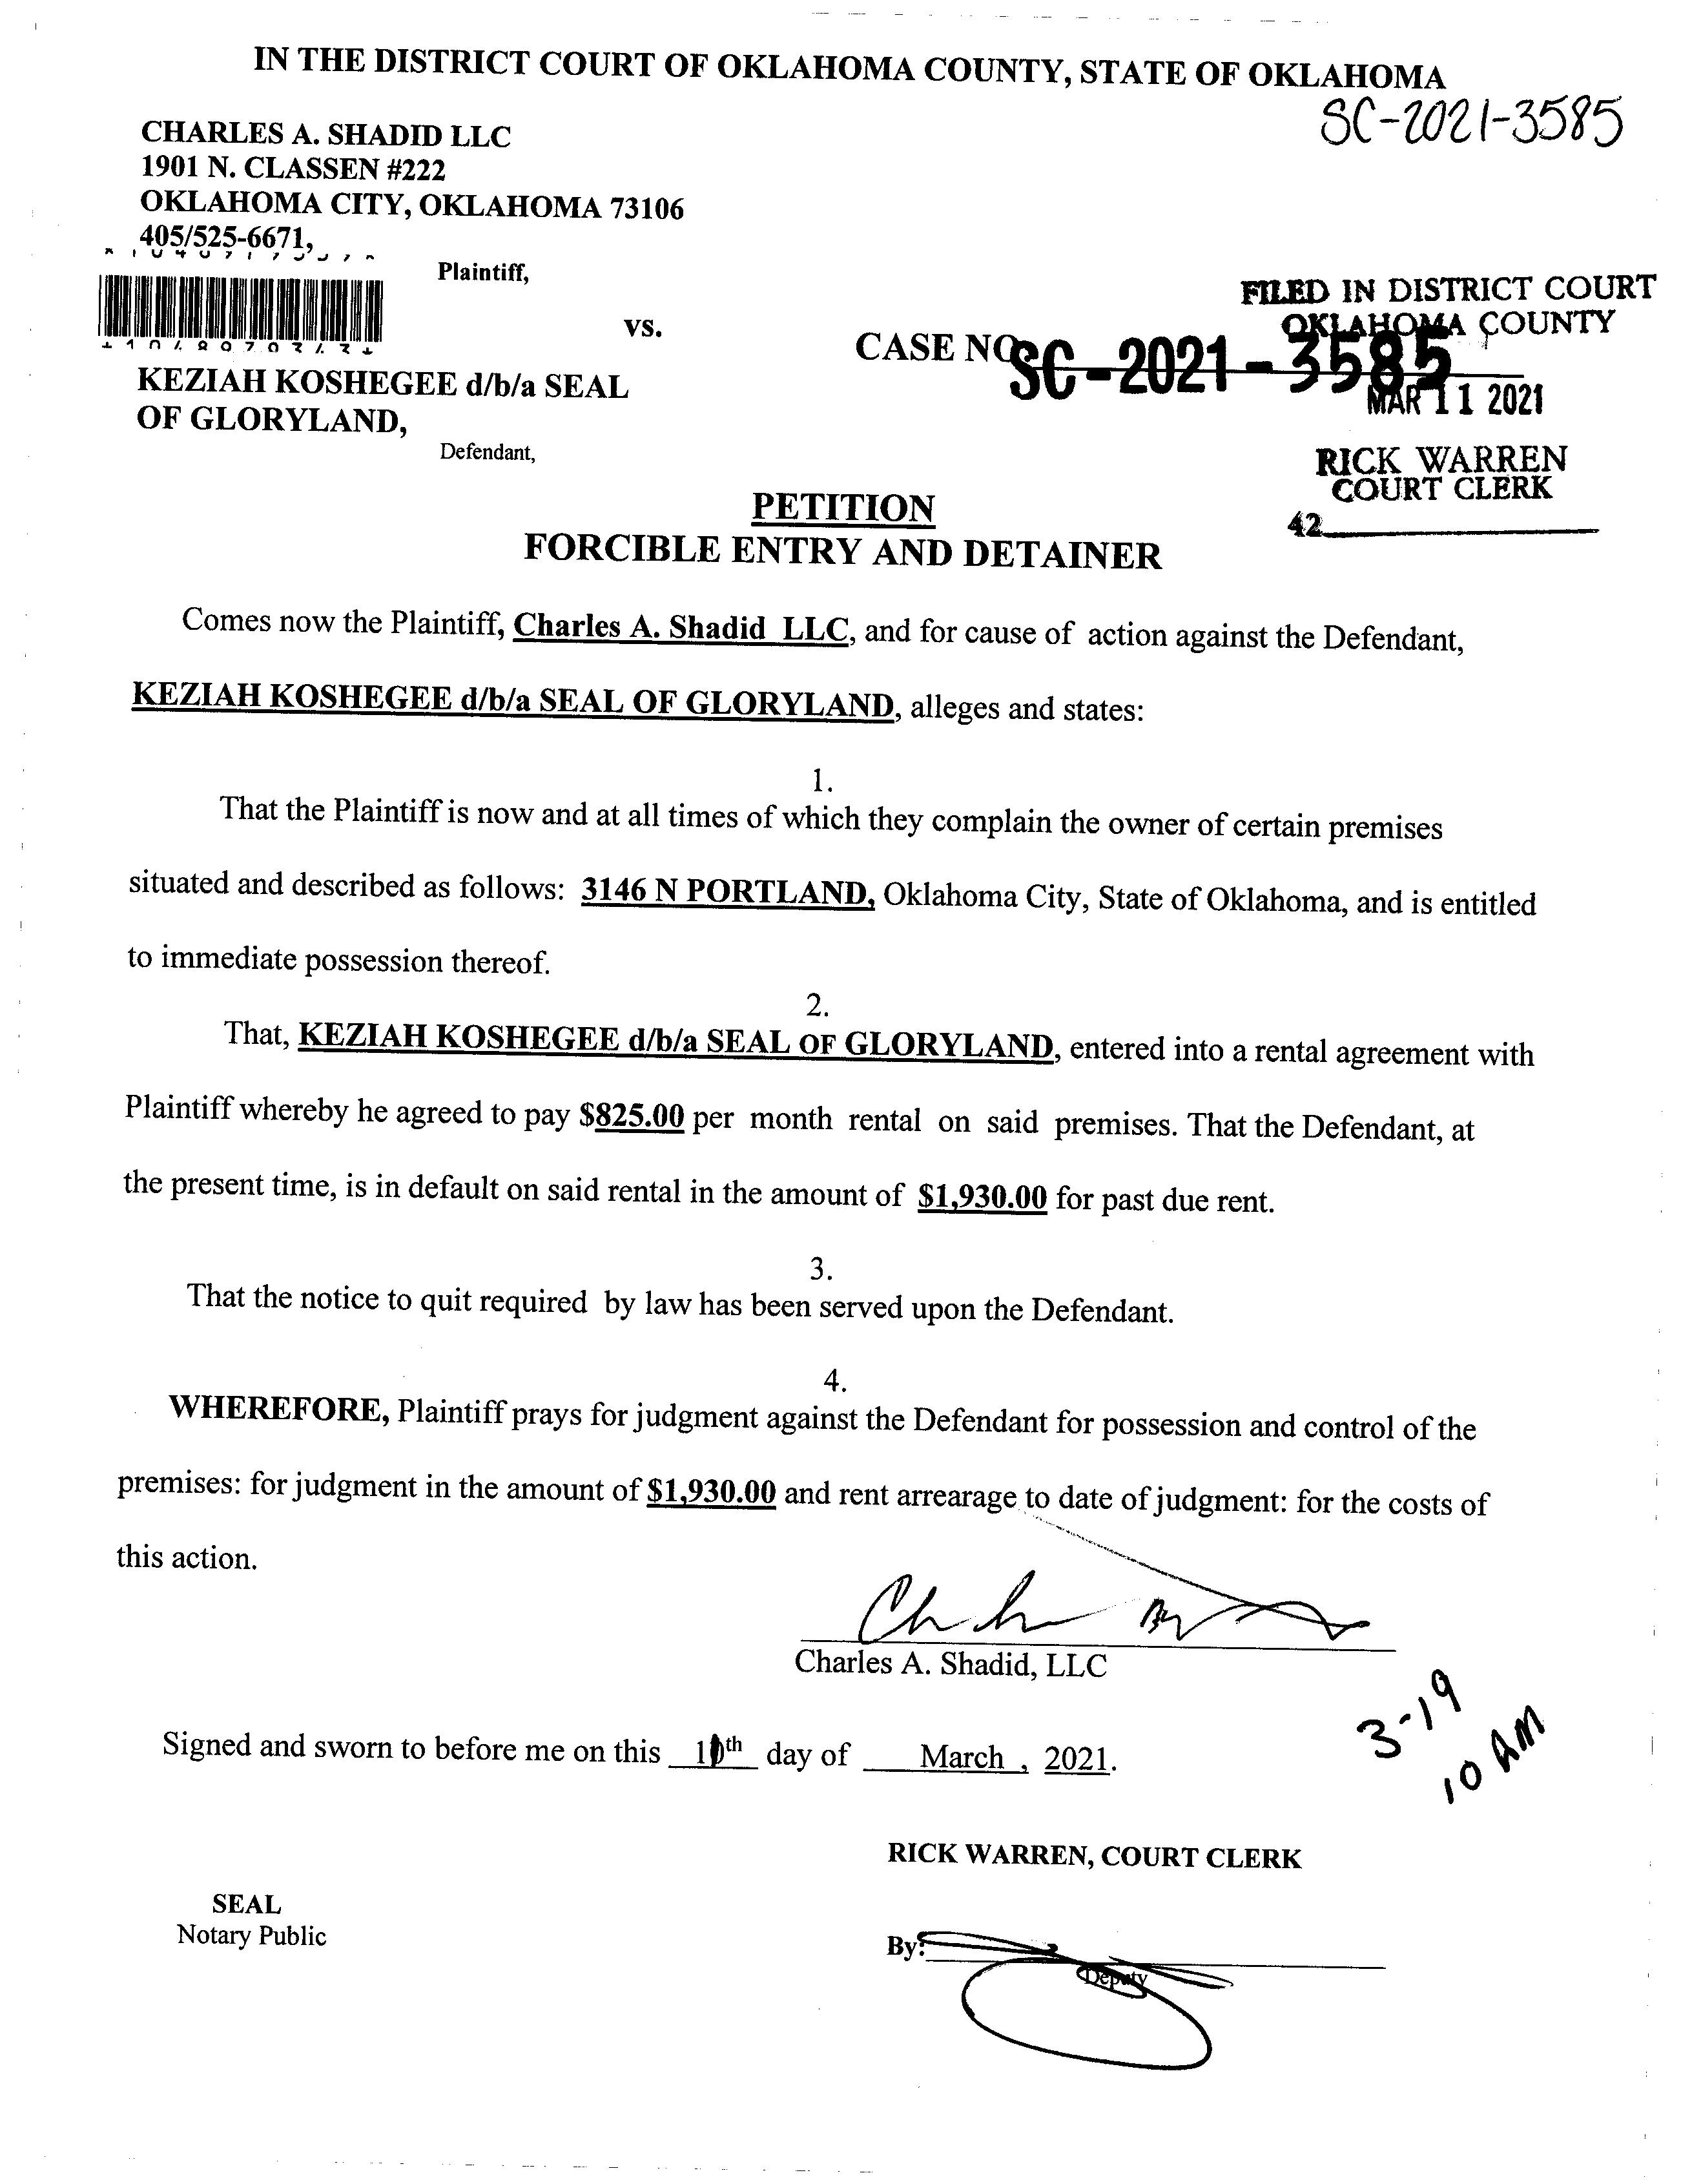 IN THE DISTRICT COURT OF OKLAHOMA COUNTY, STATE OF OKLAHOMA
SC-2021-3585
CHARLES A. SHADID LLC
1901 N. CLASSEN #222
OKLAHOMA CITY, OKLAHOMA 73106
405/525-6671,
Plaintiff,
vs.
KEZIAH KOSHEGEE d/b/a SEAL
OF GLORYLAND,
Defendant,
FILED IN DISTRICT COURT
OKLAHOMA COUNTY
CASE NO. SC-2021-3585
MAR 11 2021
RICK WARREN
COURT CLERK
42
PETITION
FORCIBLE ENTRY AND DETAINER
Comes now the Plaintiff, Charles A. Shadid LLC, and for cause of action against the Defendant,
KEZIAH KOSHEGEE d/b/a SEAL OF GLORYLAND, alleges and states:
1.
That the Plaintiff is now and at all times of which they complain the owner of certain premises
situated and described as follows: 3146 N PORTLAND, Oklahoma City, State of Oklahoma, and is entitled
to immediate possession thereof.
2.
That, KEZIAH KOSHEGEE d/b/a SEAL OF GLORYLAND, entered into a rental agreement with
Plaintiff whereby he agreed to pay $825.00 per month rental on said premises. That the Defendant, at
the present time, is in default on said rental in the amount of $1,930.00 for past due rent.
3.
That the notice to quit required by law has been served upon the Defendant.
4.
WHEREFORE, Plaintiff prays for judgment against the Defendant for possession and control of the
premises: for judgment in the amount of $1,930.00 and rent arrearage to date of judgment: for the costs of
this action.
Charles A. Shadid, LLC
3-19
10 AM
Signed and sworn to before me on this day of March , 2021.
RICK WARREN, COURT CLERK
SEAL
Notary Public
By:
Deputy